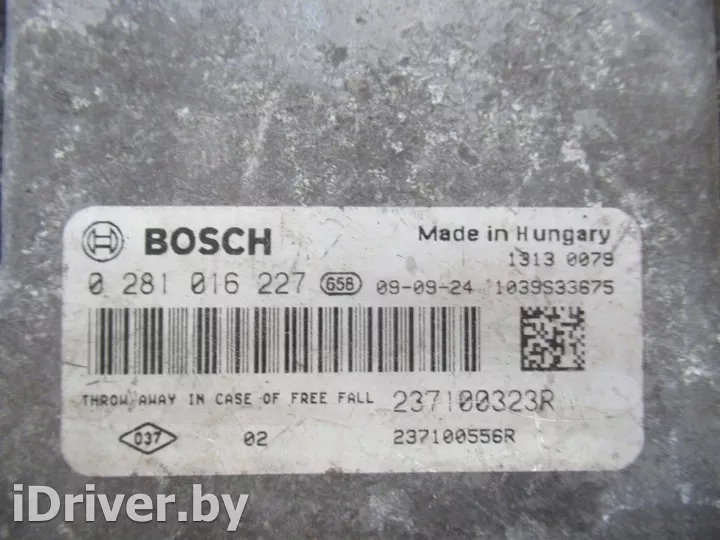 BOSCH
Made in Hungary
1313 0079
0 281 016 227 658 09-09-24 1039S33675
THROW AWAY IN CASE OF FREE FALL 237100323R
037 02 237100556R
iDriver.by